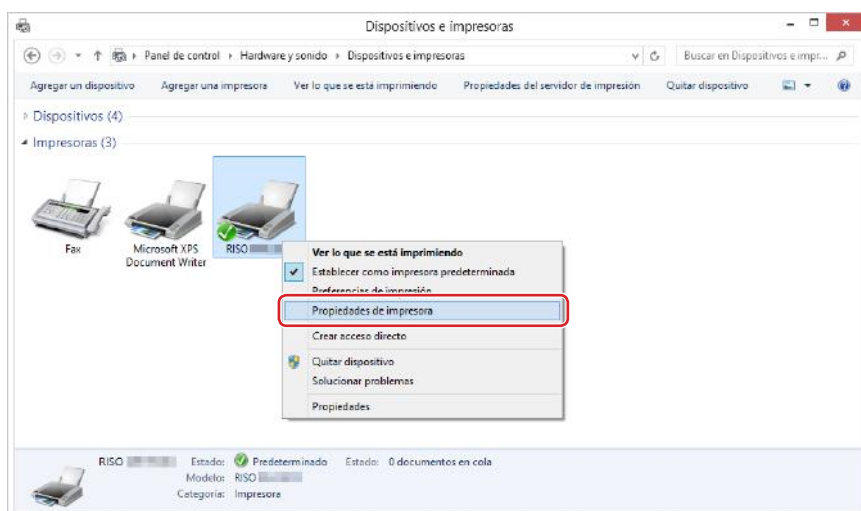 Dispositivos e impresoras
Panel de control Hardware y sonido Dispositivos e impresoras
Buscar en Dispositivos e impr...
Agregar un dispositivo Agregar una impresora Ver lo que se está imprimiendo Propiedades del servidor de impresión Quitar dispositivo
Dispositivos (4)
Impresoras (3)
Fax
Microsoft XPS
Document Writer
RISO
Ver lo que se está imprimiendo
Establecer como impresora predeterminada
Preferencias de impresión
Propiedades de impresora
Crear acceso directo
Quitar dispositivo
Solucionar problemas
Propiedades
RISO Estado: Predeterminado Estado: 0 documentos en cola
Modelo: RISO
Categoría: Impresora